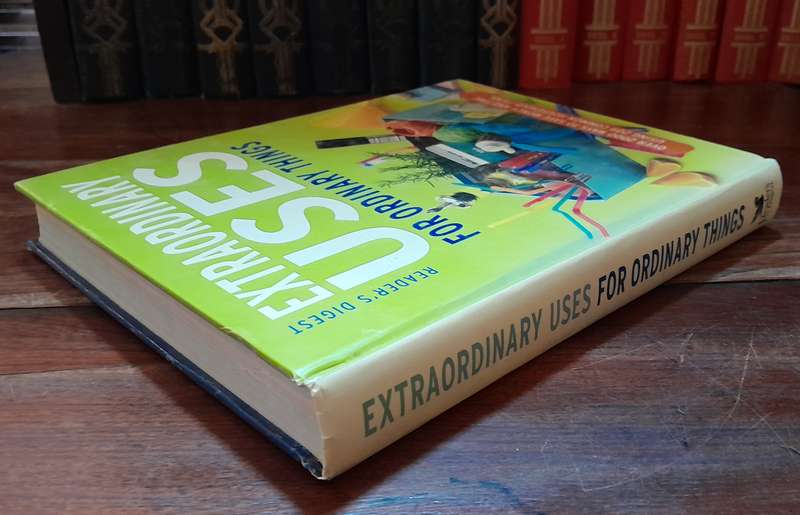 READER'S DIGEST
EXTRAORDINARY
USES
FOR ORDINARY THINGS
EXTRAORDINARY USES FOR ORDINARY THINGS